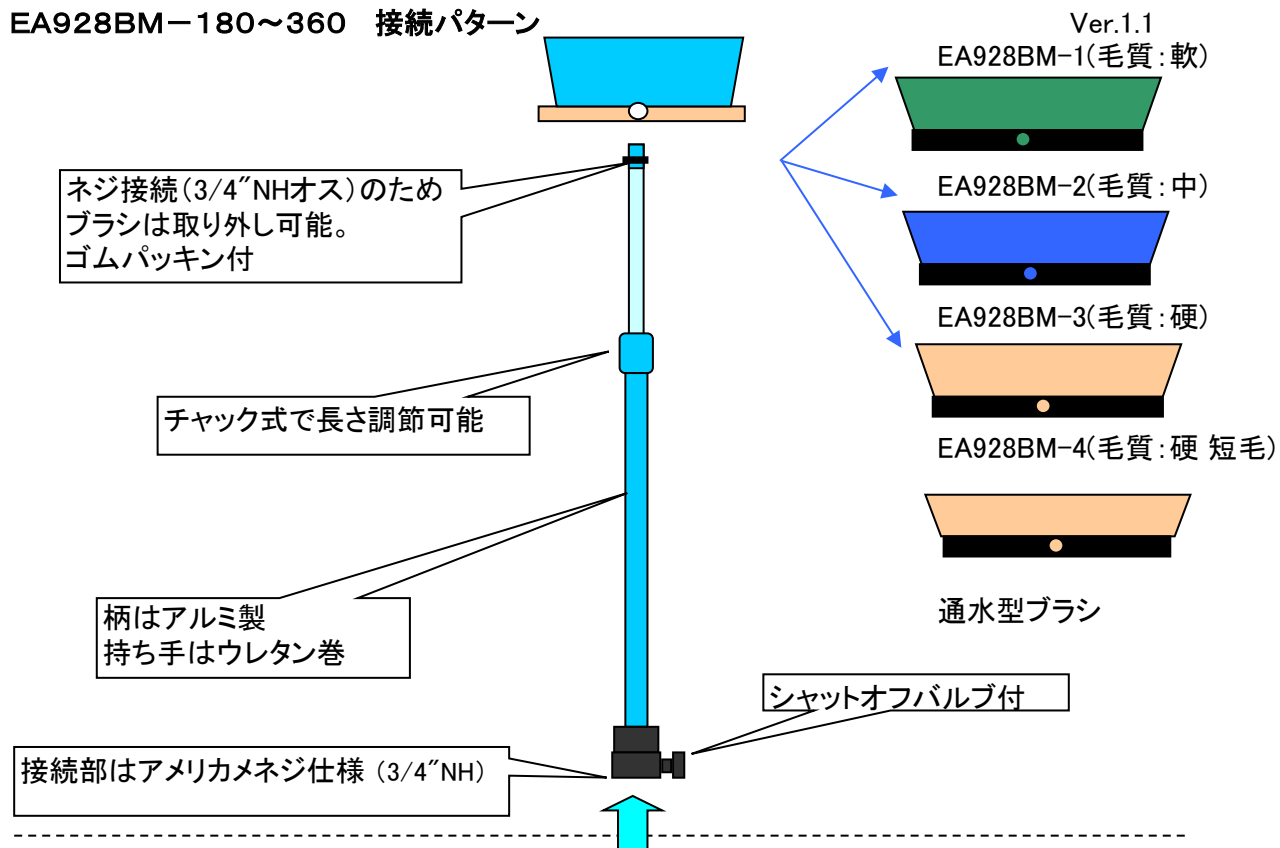 EA928BM－180～360　接続パターン
Ver.1.1
EA928BM-1(毛質：軟)
ネジ接続(3/4"NHオス)のため
ブラシは取り外し可能。
ゴムパッキン付
EA928BM-2(毛質：中)
EA928BM-3(毛質：硬)
チャック式で長さ調節可能
EA928BM-4(毛質：硬 短毛)
柄はアルミ製
持ち手はウレタン巻
通水型ブラシ
シャットオフバルブ付
接続部はアメリカメネジ仕様 (3/4"NH)